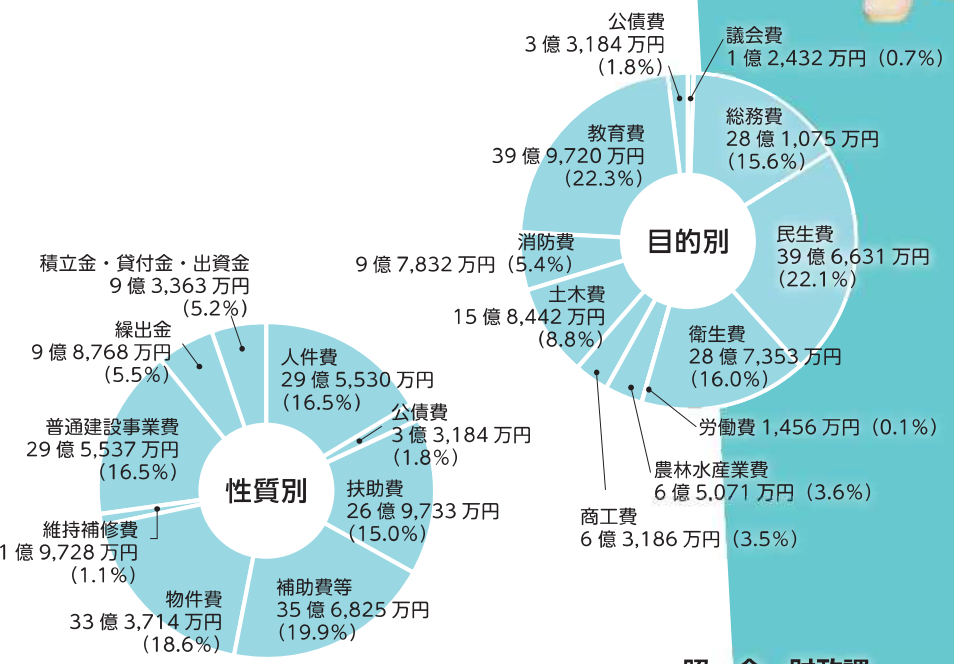 公債費
3億3,184万円
(1.8%)
議会費
1億2,432万円(0.7%)
総務費
28億1,075万円
(15.6%)
教育費
39億9,720万円
(22.3%)
目的別
民生費
39億6,631万円
(22.1%)
消防費
9億7,832万円(5.4%)
土木費
15億8,442万円
(8.8%)
衛生費
28億7,353万円
(16.0%)
労働費 1,456万円(0.1%)
農林水産業費
6億5,071万円(3.6%)
商工費
6億3,186万円(3.5%)
積立金・貸付金・出資金
9億3,363万円
(5.2%)
繰出金
9億8,768万円
(5.5%)
人件費
29億5,530万円
(16.5%)
公債費
3億3,184万円
(1.8%)
普通建設事業費
29億5,537万円
(16.5%)
性質別
扶助費
26億9,733万円
(15.0%)
維持補修費
1億9,728万円
(1.1%)
物件費
33億3,714万円
(18.6%)
補助費等
35億6,825万円
(19.9%)